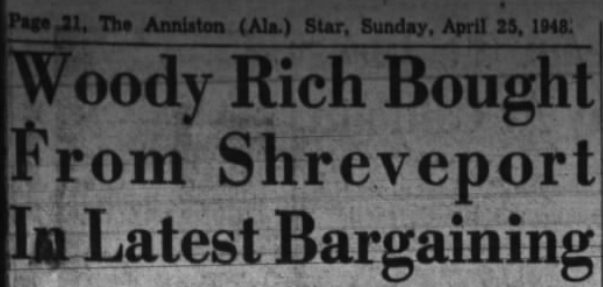 Page 21, The Anniston (Ala.) Star, Sunday, April 25, 1948.
Woody Rich Bought
From Shreveport
In Latest Bargaining